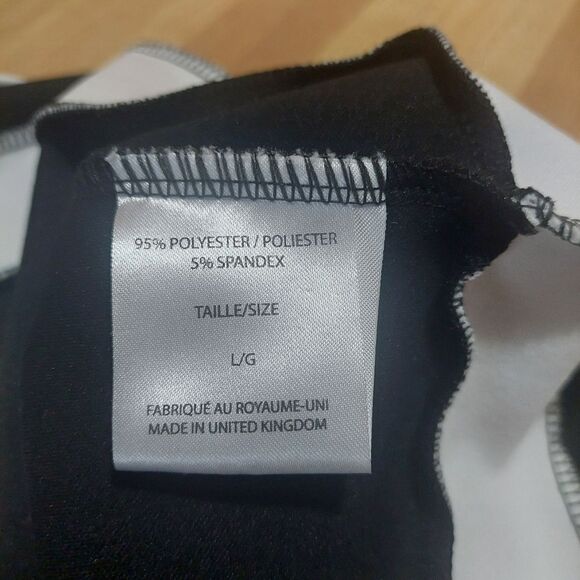 95% POLYESTER / POLIESTER
5% SPANDEX
TAILLE/SIZE
L/G
FABRIQUÉ AU ROYAUME-UNI
MADE IN UNITED KINGDOM